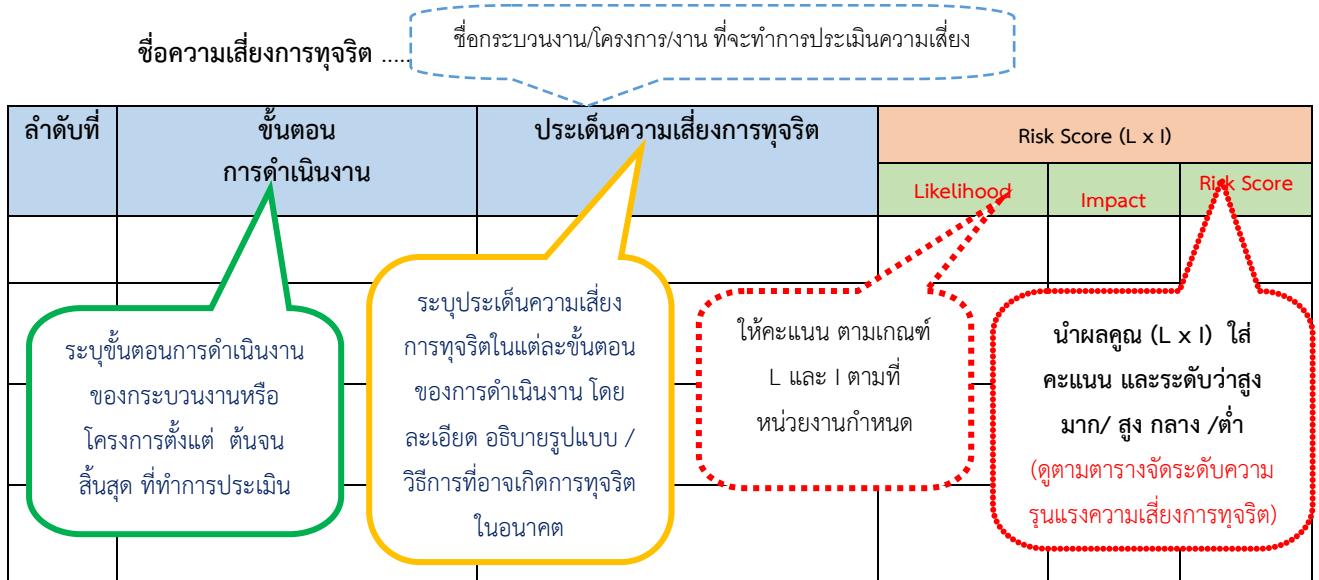 ชื่อกระบวนงาน/โครงการ/งาน ที่จะทำการประเมินความเสี่ยง
ชื่อความเสี่ยงการทุจริต .....
ลำดับที่
ขั้นตอน
การดำเนินงาน
ประเด็นความเสี่ยงการทุจริต
Risk Score (L x I)
Likelihood
Impact
Risk Score
ระบุขั้นตอนการดำเนินงาน
ของกระบวนงานหรือ
โครงการตั้งแต่ ต้นจน
สิ้นสุด ที่ทำการประเมิน
ระบุประเด็นความเสี่ยง
การทุจริตในแต่ละขั้นตอน
ของการดำเนินงาน โดย
ละเอียด อธิบายรูปแบบ /
วิธีการที่อาจเกิดการทุจริต
ในอนาคต
ให้คะแนน ตามเกณฑ์
L และ I ตามที่
หน่วยงานกำหนด
นำผลคูณ (L x I) ใส่
คะแนน และระดับว่าสูง
มาก/ สูง กลาง /ต่ำ
(ดูตามตารางจัดระดับความ
รุนแรงความเสี่ยงการทุจริต)